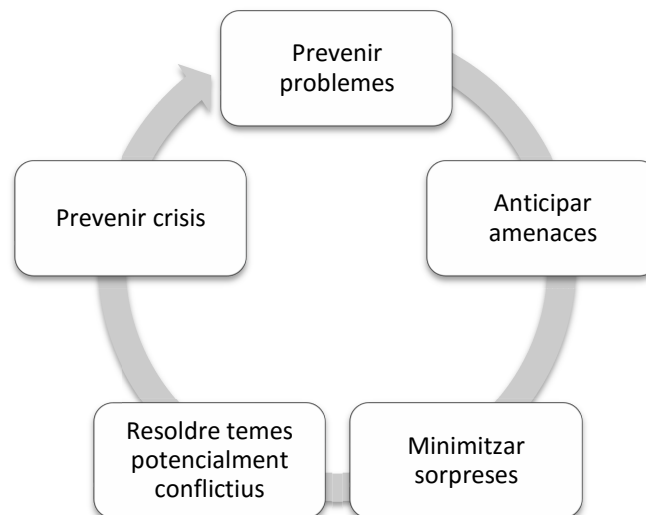 Prevenir
problemes
Anticipar
amenaces
Minimitzar
sorpreses
Resoldre temes
potencialment
conflictius
Prevenir crisis